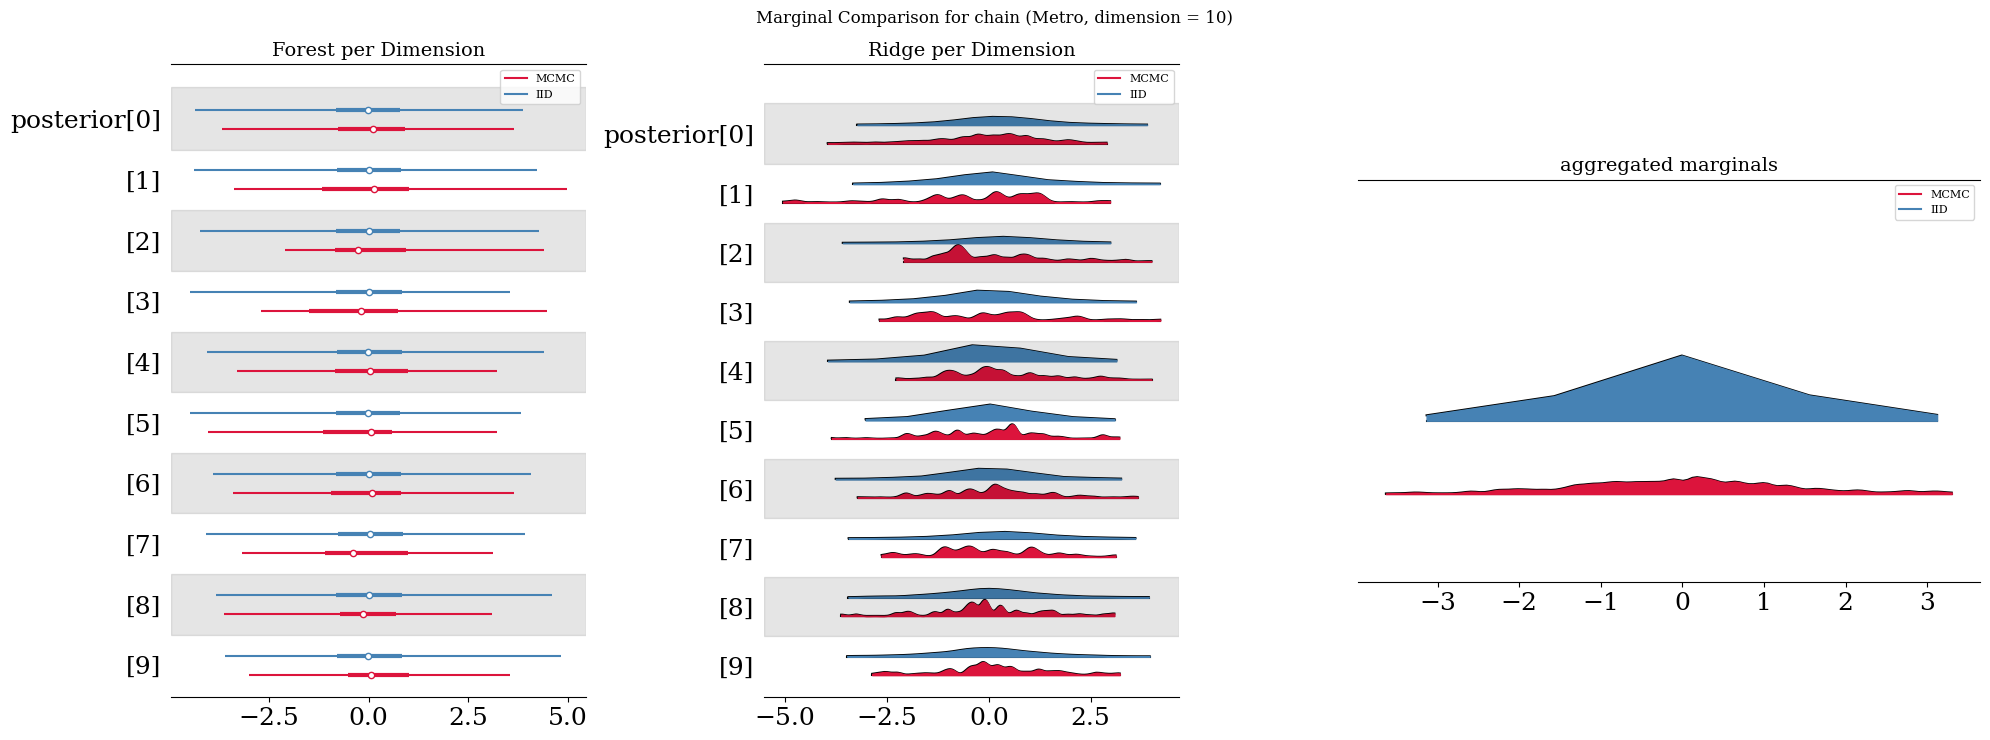 Marginal Comparison for chain (Metro, dimension = 10)
Forest per Dimension
MCMC
IID
posterior[0]
[1]
[2]
[3]
[4]
[5]
[6]
[7]
[8]
[9]
−2.5 0.0 2.5 5.0
Ridge per Dimension
MCMC
IID
posterior[0]
[1]
[2]
[3]
[4]
[5]
[6]
[7]
[8]
[9]
−5.0 −2.5 0.0 2.5
aggregated marginals
MCMC
IID
−3 −2 −1 0 1 2 3